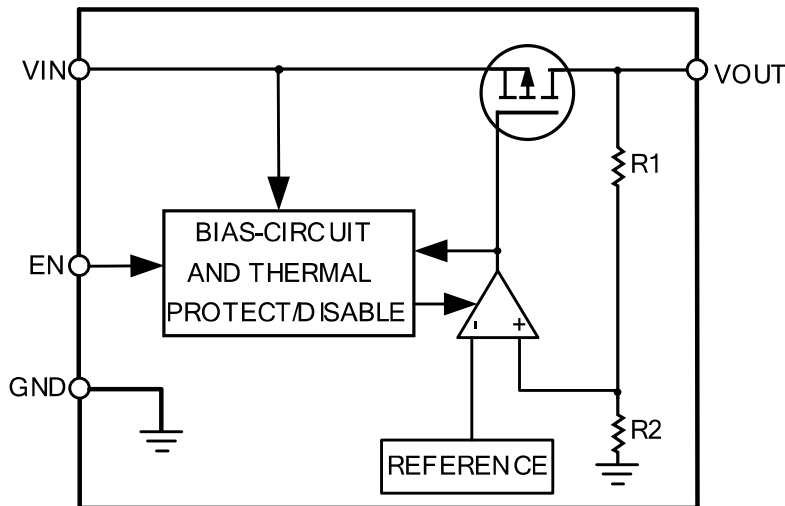 VIN
VOUT
R1
BIAS-CIRCUIT
AND THERMAL
PROTECT/DISABLE
EN
- +
GND
R2
REFERENCE